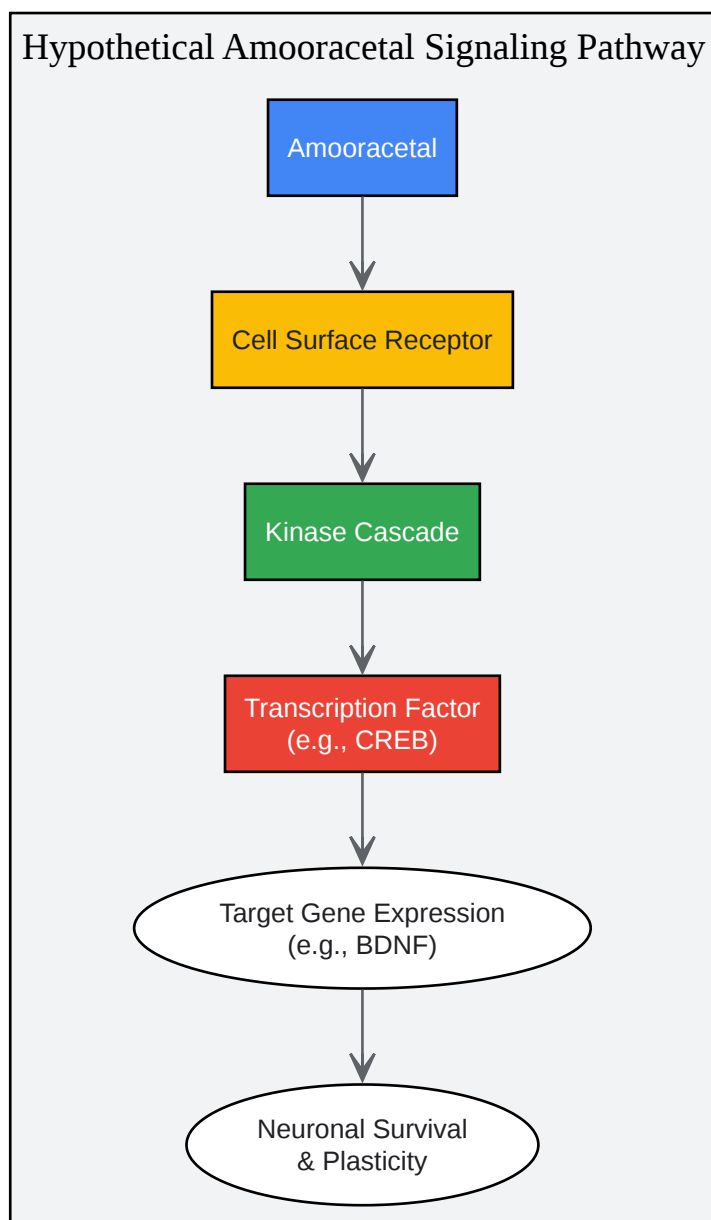 Hypothetical Amooracetal Signaling Pathway
Amooracetal
Cell Surface Receptor
Kinase Cascade
Transcription Factor
(e.g., CREB)
Target Gene Expression
(e.g., BDNF)
Neuronal Survival
& Plasticity